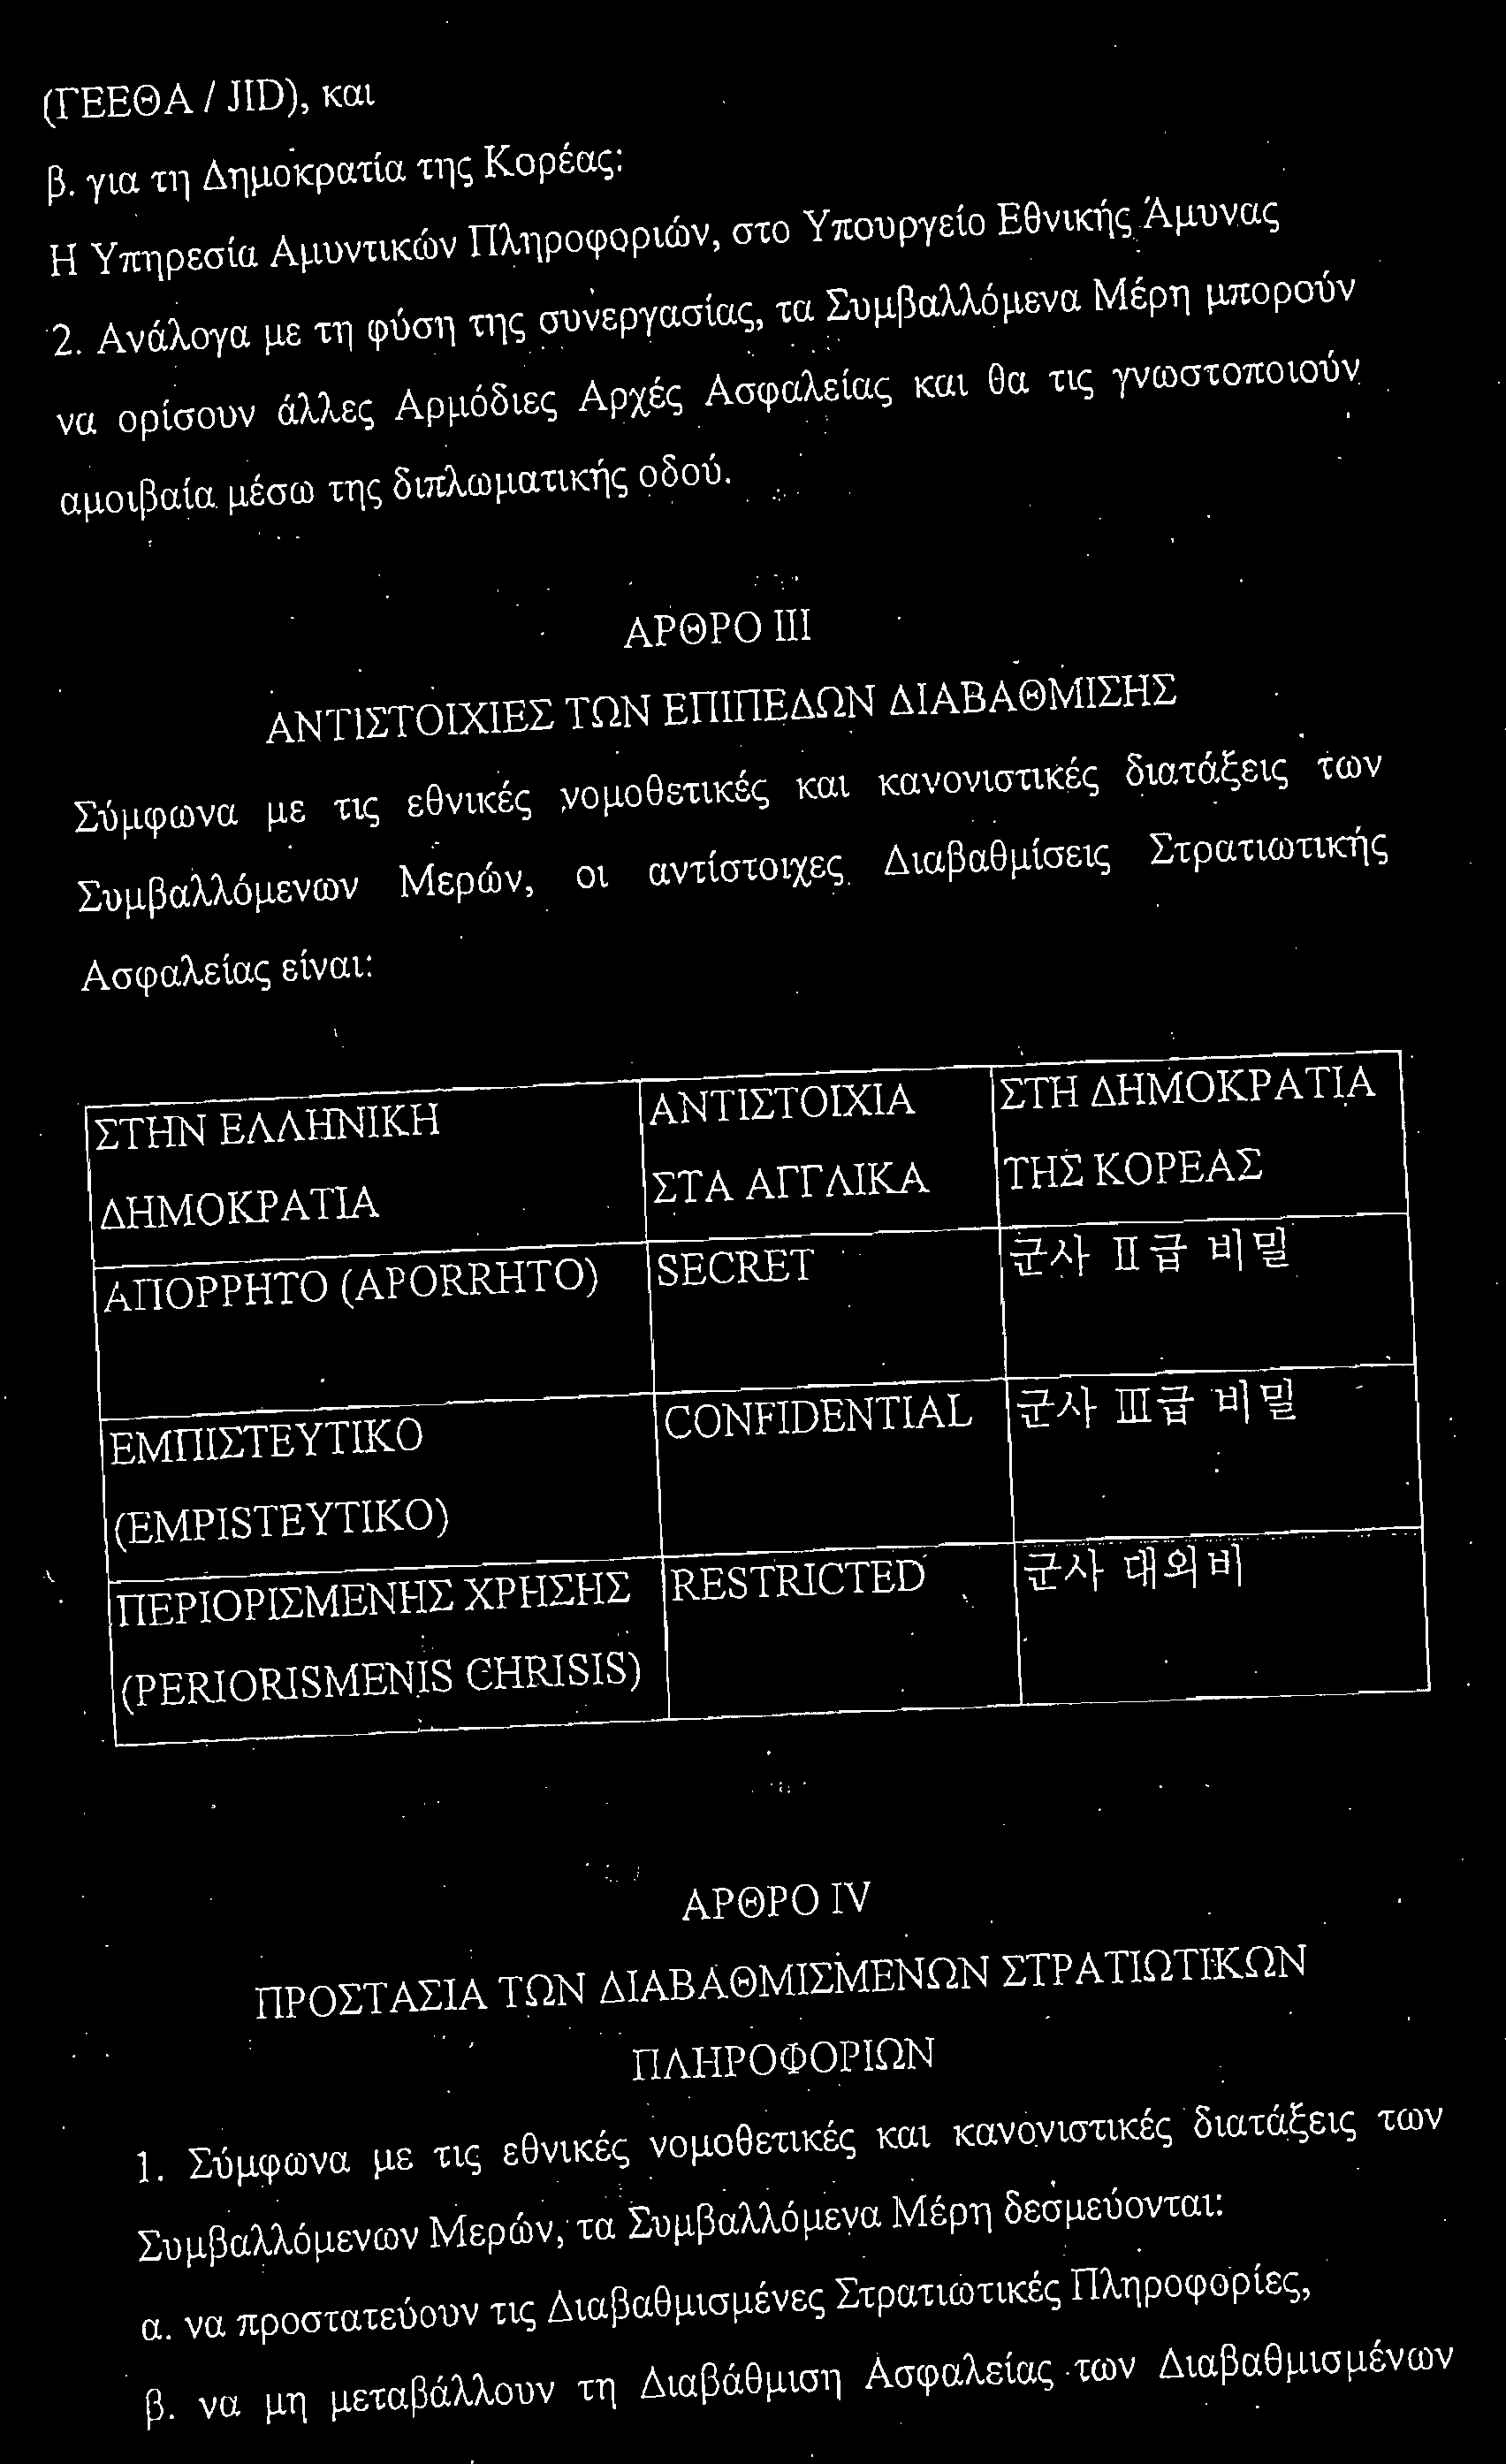 (ΓΕΕΘΑ / JID), και
β. για τη Δημοκρατία της Κορέας:
Η Υπηρεσία Αμυντικών Πληροφοριών, στο Υπουργείο Εθνικής Άμυνας
2. Ανάλογα με τη φύση της συνεργασίας, τα Συμβαλλόμενα Μέρη μπορούν
να ορίσουν άλλες Αρμόδιες Αρχές Ασφαλείας και θα τις γνωστοποιούν
αμοιβαία μέσω της διπλωματικής οδού.
ΑΡΘΡΟ ΙΙΙ
ΑΝΤΙΣΤΟΙΧΙΕΣ ΤΩΝ ΕΠΙΠΕΔΩΝ ΔΙΑΒΑΘΜΙΣΗΣ
Σύμφωνα με τις εθνικές νομοθετικές και κανονιστικές διατάξεις των
Συμβαλλόμενων Μερών, οι αντίστοιχες Διαβαθμίσεις Στρατιωτικής
Ασφαλείας είναι:
ΣΤΗΝ ΕΛΛΗΝΙΚΗ
ΔΗΜΟΚΡΑΤΙΑ
ΑΝΤΙΣΤΟΙΧΙΑ
ΣΤΑ ΑΓΓΛΙΚΑ
ΣΤΗ ΔΗΜΟΚΡΑΤΙΑ
ΤΗΣ ΚΟΡΕΑΣ
ΑΠΟΡΡΗΤΟ (APORRHTO)
SECRET
군사 Ⅱ급 비밀
ΕΜΠΙΣΤΕΥΤΙΚΟ
(EMPISTEYTIKO)
CONFIDENTIAL
군사 Ⅲ급 비밀
ΠΕΡΙΟΡΙΣΜΕΝΗΣ ΧΡΗΣΗΣ
(PERIORISMENIS CHRISIS)
RESTRICTED
군사 대외비
ΑΡΘΡΟ IV
ΠΡΟΣΤΑΣΙΑ ΤΩΝ ΔΙΑΒΑΘΜΙΣΜΕΝΩΝ ΣΤΡΑΤΙΩΤΙΚΩΝ
ΠΛΗΡΟΦΟΡΙΩΝ
1. Σύμφωνα με τις εθνικές νομοθετικές και κανονιστικές διατάξεις των
Συμβαλλόμενων Μερών, τα Συμβαλλόμενα Μέρη δεσμεύονται:
α. να προστατεύουν τις Διαβαθμισμένες Στρατιωτικές Πληροφορίες,
β. να μη μεταβάλλουν τη Διαβάθμιση Ασφαλείας των Διαβαθμισμένων